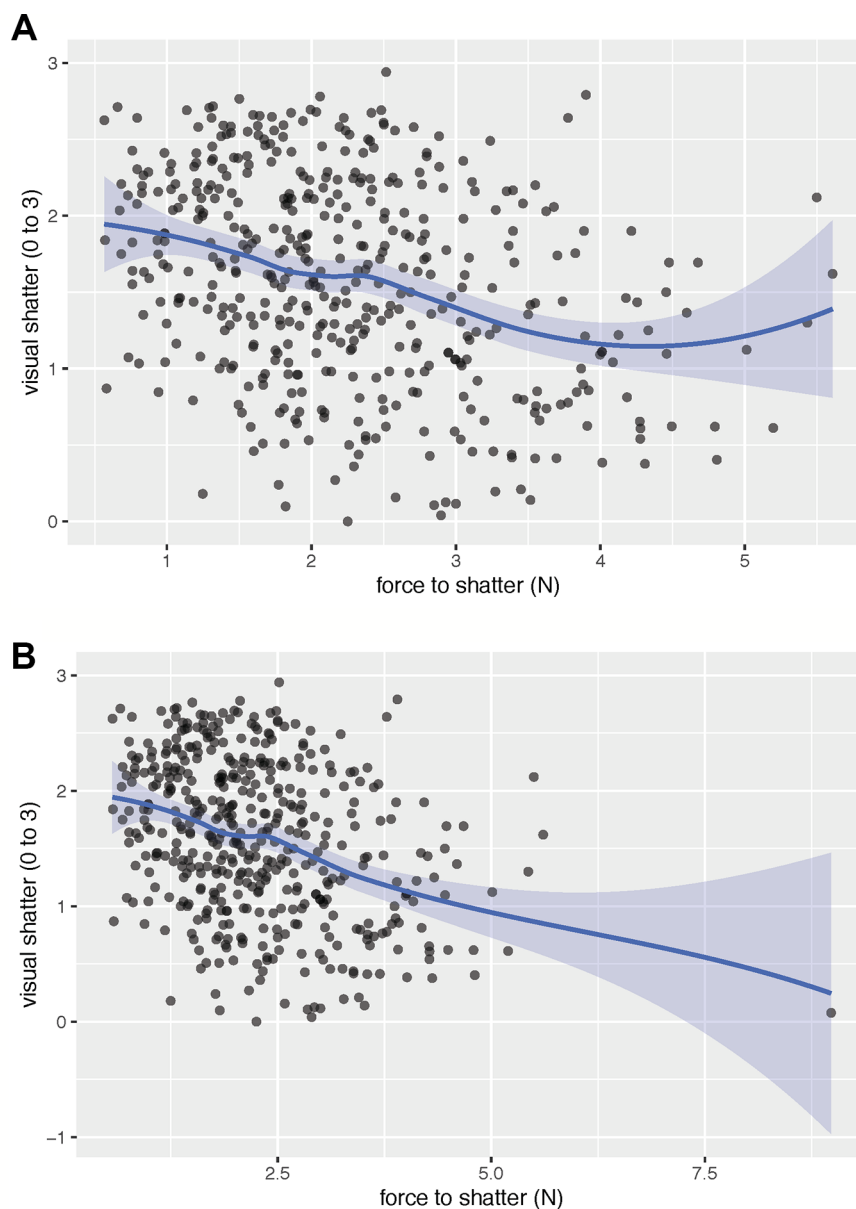 A
3
2
1
0
visual shatter (0 to 3)
1 2 3 4 5
force to shatter (N)
B
3
2
1
0
−1
visual shatter (0 to 3)
2.5 5.0 7.5
force to shatter (N)